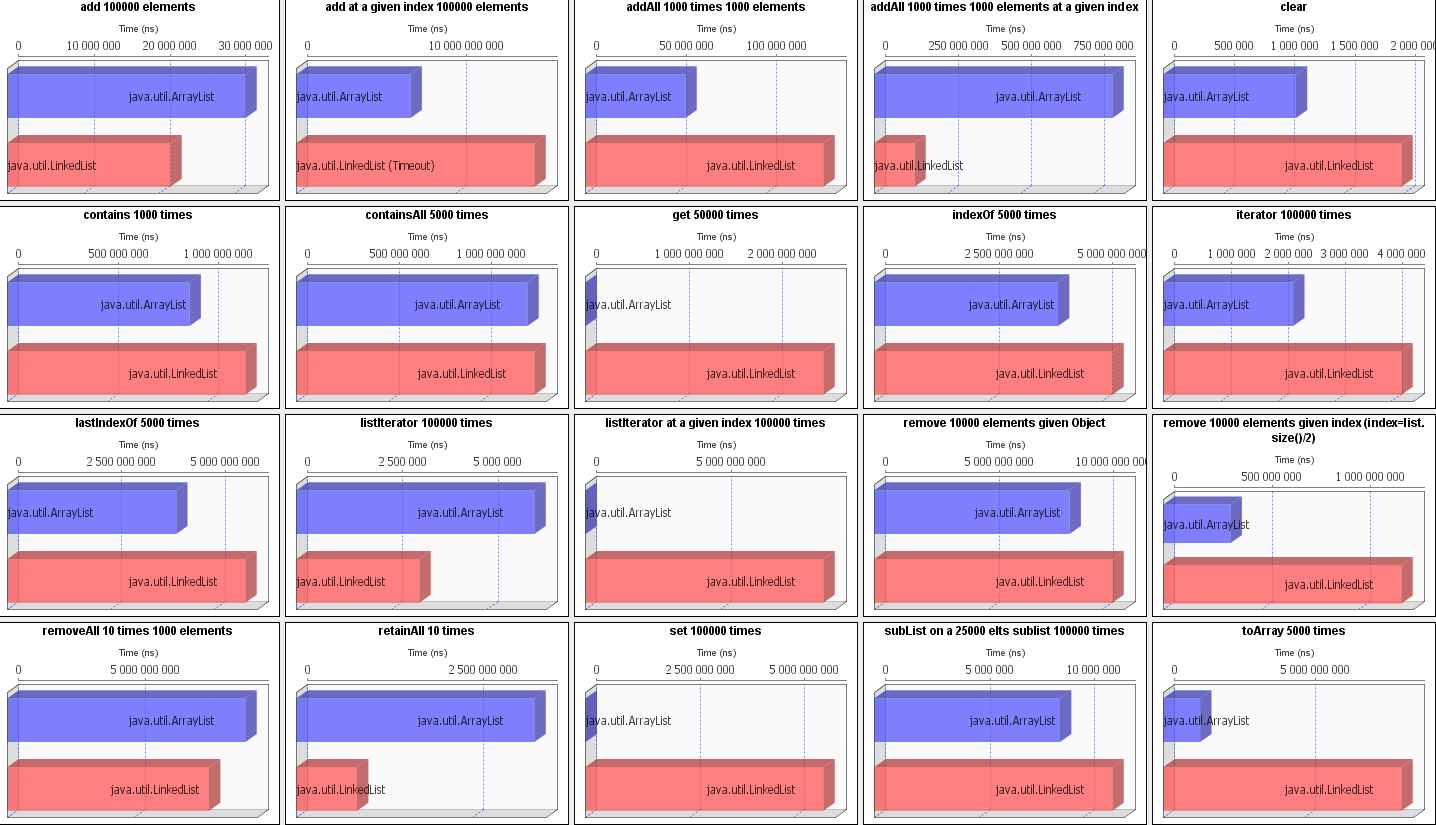 add 100000 elements
Time (ns)
0 10 000 000 20 000 000 30 000 000
java.util.ArrayList
java.util.LinkedList
add at a given index 100000 elements
Time (ns)
0 10 000 000 000
java.util.ArrayList
java.util.LinkedList (Timeout)
addAll 1000 times 1000 elements
Time (ns)
0 50 000 000 100 000 000
java.util.ArrayList
java.util.LinkedList
addAll 1000 times 1000 elements at a given index
Time (ns)
0 250 000 000 500 000 000 750 000 000
java.util.ArrayList
java.util.LinkedList
clear
Time (ns)
0 500 000 1 000 000 1 500 000 2 000 00
java.util.ArrayList
java.util.LinkedList
contains 1000 times
Time (ns)
0 500 000 000 1 000 000 000
java.util.ArrayList
java.util.LinkedList
containsAll 5000 times
Time (ns)
0 500 000 000 1 000 000 000
java.util.ArrayList
java.util.LinkedList
get 50000 times
Time (ns)
0 1 000 000 000 2 000 000 000
java.util.ArrayList
java.util.LinkedList
indexOf 5000 times
Time (ns)
0 2 500 000 000 5 000 000 00
java.util.ArrayList
java.util.LinkedList
iterator 100000 times
Time (ns)
0 1 000 000 2 000 000 3 000 000 4 000 000
java.util.ArrayList
java.util.LinkedList
lastIndexOf 5000 times
Time (ns)
0 2 500 000 000 5 000 000 000
java.util.ArrayList
java.util.LinkedList
listIterator 100000 times
Time (ns)
0 2 500 000 5 000 000
java.util.ArrayList
java.util.LinkedList
listIterator at a given index 100000 times
Time (ns)
0 5 000 000 000
java.util.ArrayList
java.util.LinkedList
remove 10000 elements given Object
Time (ns)
0 5 000 000 000 10 000 000 00
java.util.ArrayList
java.util.LinkedList
remove 10000 elements given index (index=list.
size()/2)
Time (ns)
0 500 000 000 1 000 000 000
java.util.ArrayList
java.util.LinkedList
removeAll 10 times 1000 elements
Time (ns)
0 5 000 000 000
java.util.ArrayList
java.util.LinkedList
retainAll 10 times
Time (ns)
0 2 500 000 000
java.util.ArrayList
java.util.LinkedList
set 100000 times
Time (ns)
0 2 500 000 000 5 000 000 000
java.util.ArrayList
java.util.LinkedList
subList on a 25000 elts sublist 100000 times
Time (ns)
0 5 000 000 10 000 000
java.util.ArrayList
java.util.LinkedList
toArray 5000 times
Time (ns)
0 5 000 000 000
java.util.ArrayList
java.util.LinkedList